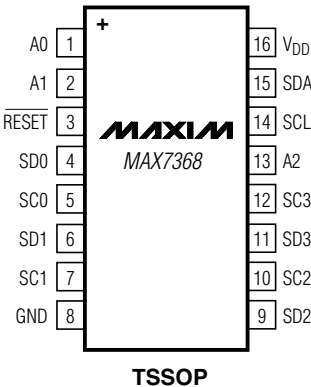 +
A0 1 16 VDD
A1 2 15 SDA
RESET 3 MAXIM 14 SCL
SD0 4 MAX7368 13 A2
SC0 5 12 SC3
SD1 6 11 SD3
SC1 7 10 SC2
GND 8 9 SD2
TSSOP